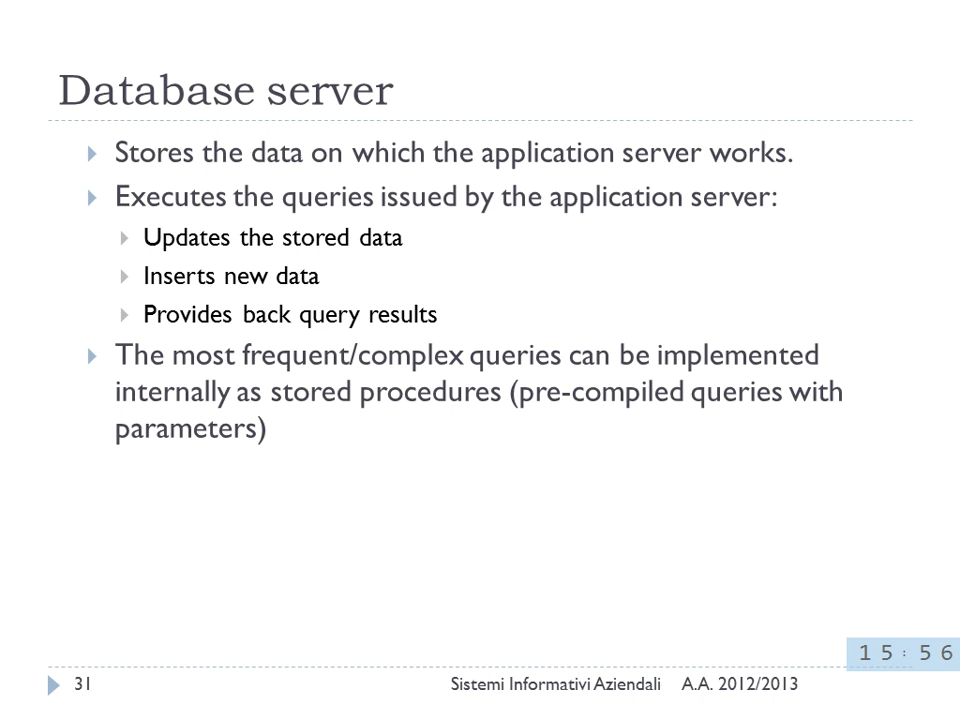 Database server
Stores the data on which the application server works.
Executes the queries issued by the application server:
Updates the stored data
Inserts new data
Provides back query results
The most frequent/complex queries can be implemented
internally as stored procedures (pre-compiled queries with
parameters)
15:56
31 Sistemi Informativi Aziendali A.A. 2012/2013